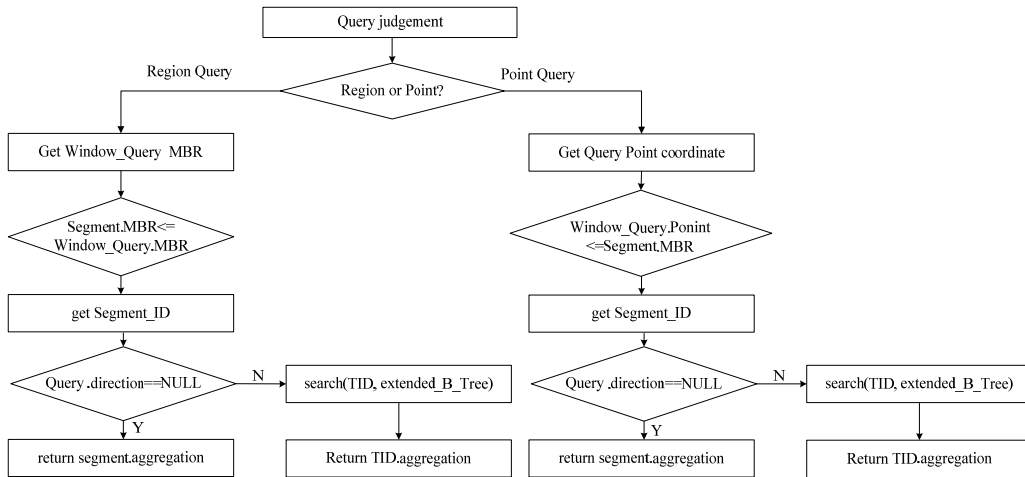 Query judgement
Region Query
Point Query
Region or Point?
Get Window_Query MBR
Get Query Point coordinate
Segment.MBR<=
Window_Query.MBR
Window_Query.Ponint
<=Segment.MBR
get Segment_ID
get Segment_ID
Query .direction==NULL
N
search(TID, extended_B_Tree)
Query .direction==NULL
N
search(TID, extended_B_Tree)
Y
Y
return segment.aggregation
Return TID.aggregation
return segment.aggregation
Return TID.aggregation